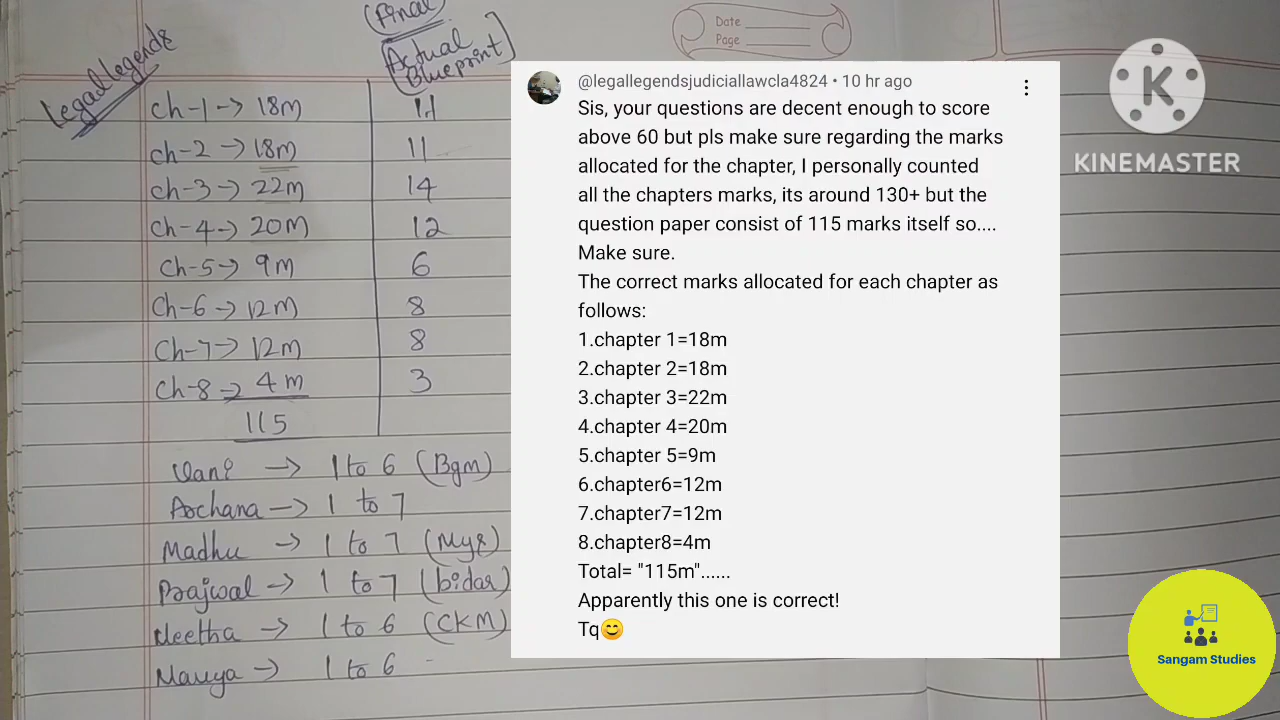 Legal legends
(Final)
[Actual
Blueprint]
Date
Page
Ch-1 -> 18m 11
Ch-2 -> 18m 11
Ch-3 -> 22m 14
Ch-4 -> 20m 12
Ch-5 -> 9m 6
Ch-6 -> 12m 8
Ch-7 -> 12m 8
Ch-8 -> 4m 3
115
Vani -> 1 to 6 (Bgm)
Archana -> 1 to 7
Madhu -> 1 to 7 (Mys)
Prajwal -> 1 to 7 (bidar)
Neetha -> 1 to 6 (CKM)
Mauya -> 1 to 6 -
@legallegendsjudiciallawcla4824 • 10 hr ago
Sis, your questions are decent enough to score
above 60 but pls make sure regarding the marks
allocated for the chapter, I personally counted
all the chapters marks, its around 130+ but the
question paper consist of 115 marks itself so....
Make sure.
The correct marks allocated for each chapter as
follows:
1.chapter 1=18m
2.chapter 2=18m
3.chapter 3=22m
4.chapter 4=20m
5.chapter 5=9m
6.chapter6=12m
7.chapter7=12m
8.chapter8=4m
Total= "115m"......
Apparently this one is correct!
Tq😊
K
KINEMASTER
Sangam Studies